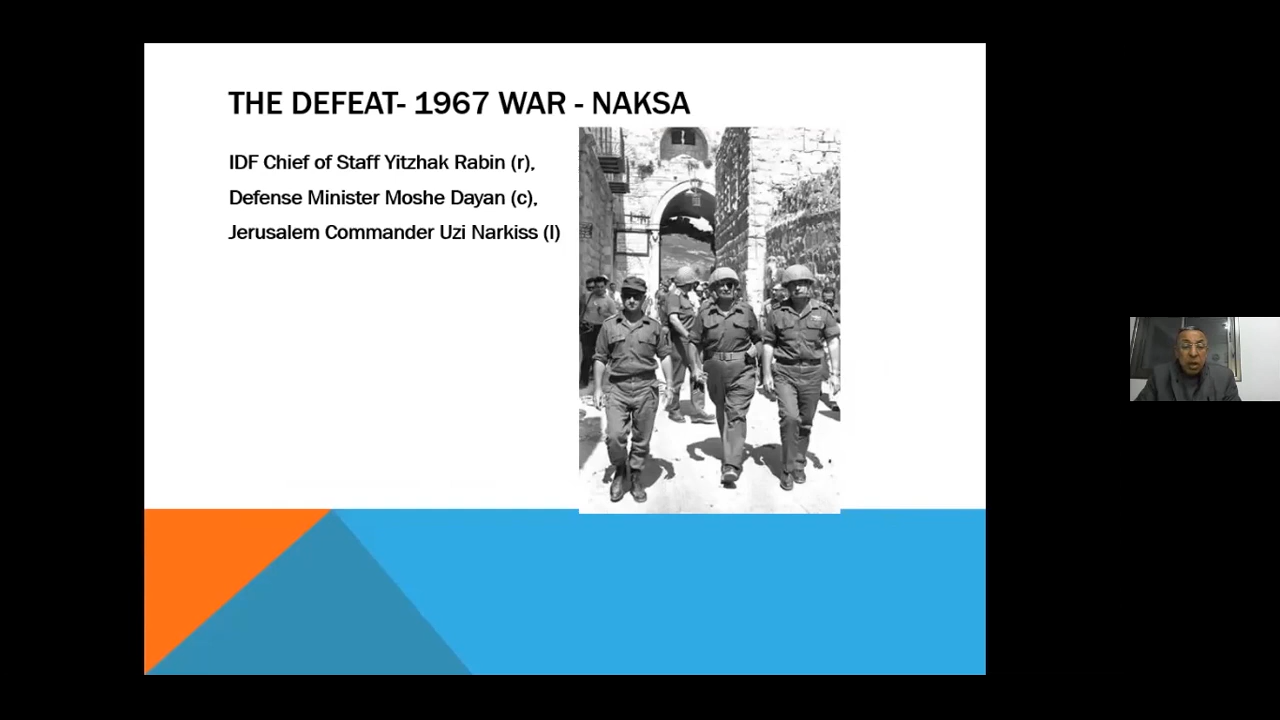 THE DEFEAT- 1967 WAR - NAKSA
IDF Chief of Staff Yitzhak Rabin (r),
Defense Minister Moshe Dayan (c),
Jerusalem Commander Uzi Narkiss (l)